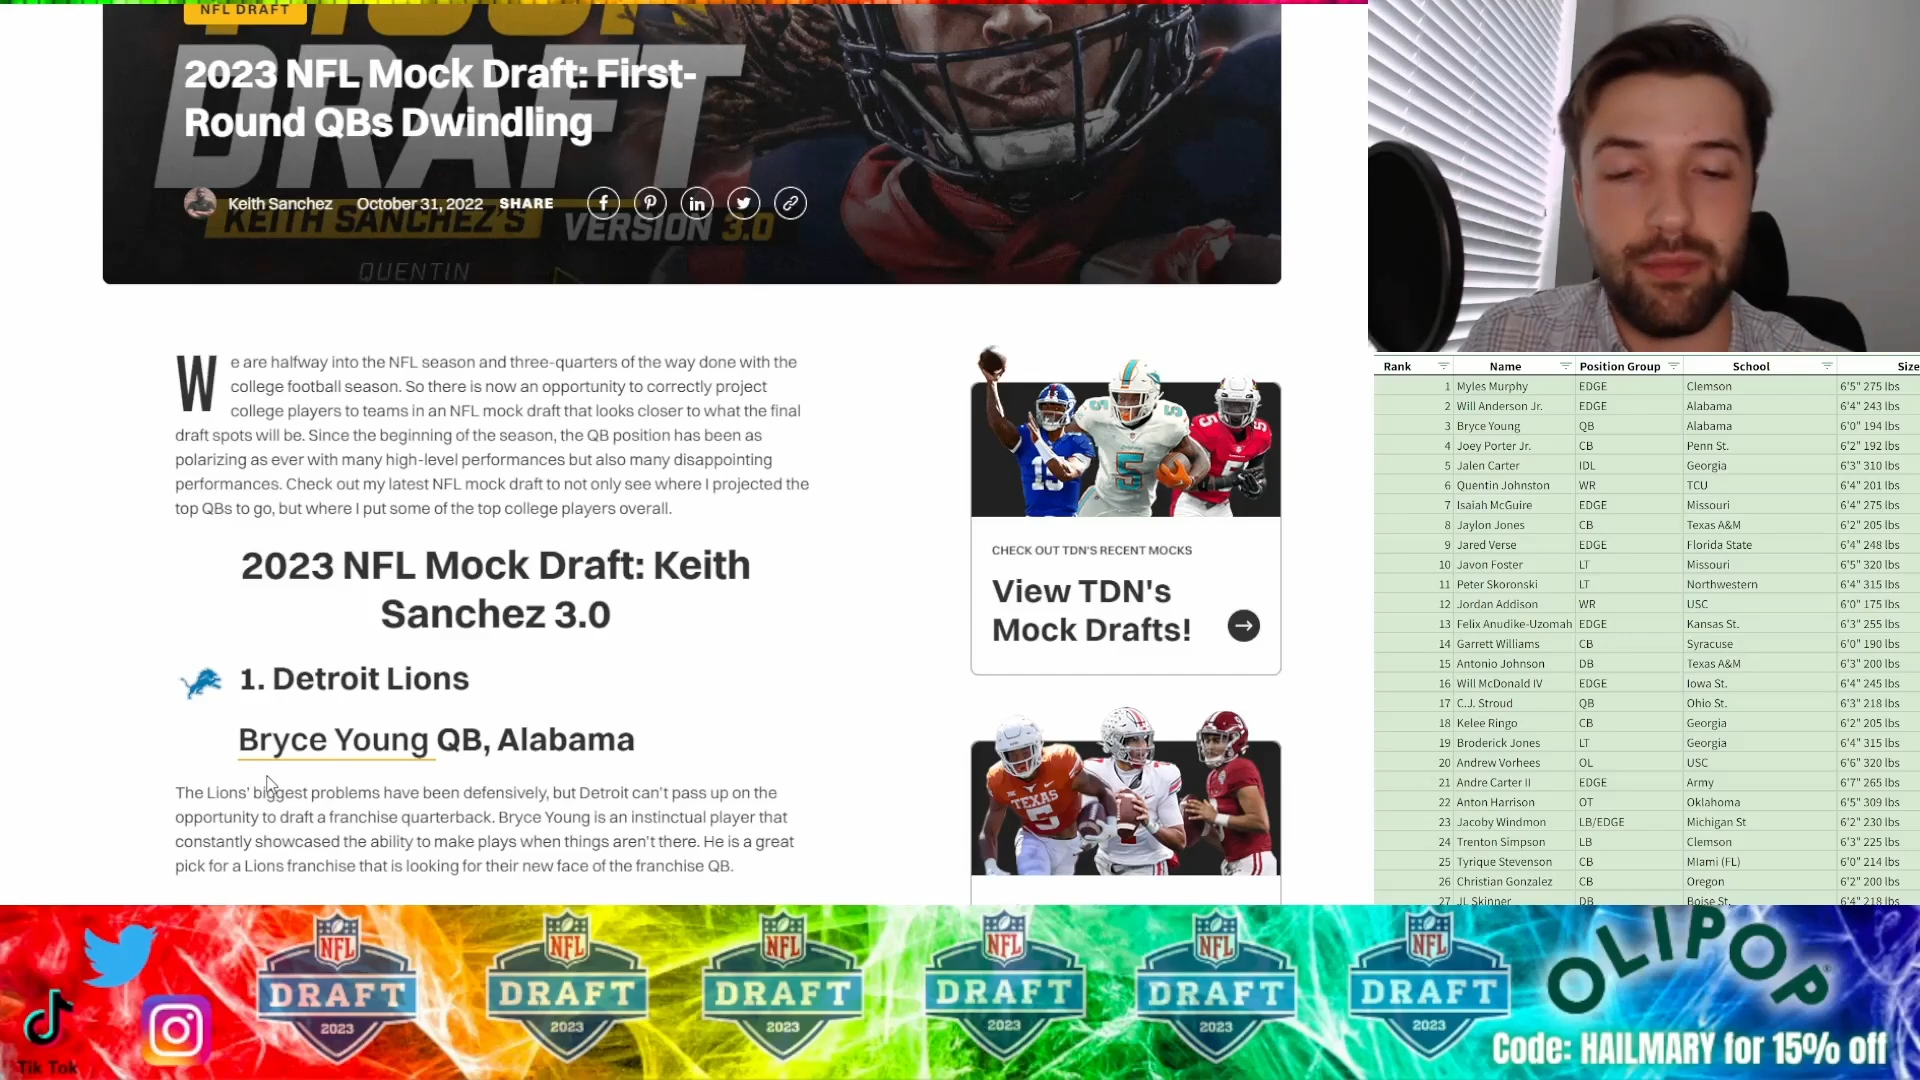 NFL DRAFT
2023 NFL Mock Draft: First-
Round QBs Dwindling
DRAFT
Keith Sanchez October 31, 2022 SHARE
KEITH SANCHEZ'S VERSION 3.0
QUENTIN
We are halfway into the NFL season and three-quarters of the way done with the
college football season. So there is now an opportunity to correctly project
college players to teams in an NFL mock draft that looks closer to what the final
draft spots will be. Since the beginning of the season, the QB position has been as
polarizing as ever with many high-level performances but also many disappointing
performances. Check out my latest NFL mock draft to not only see where I projected the
top QBs to go, but where I put some of the top college players overall.
2023 NFL Mock Draft: Keith
Sanchez 3.0
1. Detroit Lions
Bryce Young QB, Alabama
The Lions' biggest problems have been defensively, but Detroit can't pass up on the
opportunity to draft a franchise quarterback. Bryce Young is an instinctual player that
constantly showcased the ability to make plays when things aren't there. He is a great
pick for a Lions franchise that is looking for their new face of the franchise QB.
CHECK OUT TDN'S RECENT MOCKS
View TDN's
Mock Drafts!
TEXAS
Rank Name Position Group School Size
1 Myles Murphy EDGE Clemson 6'5" 275 lbs
2 Will Anderson Jr. EDGE Alabama 6'4" 243 lbs
3 Bryce Young QB Alabama 6'0" 194 lbs
4 Joey Porter Jr. CB Penn St. 6'2" 192 lbs
5 Jalen Carter IDL Georgia 6'3" 310 lbs
6 Quentin Johnston WR TCU 6'4" 201 lbs
7 Isaiah McGuire EDGE Missouri 6'4" 275 lbs
8 Jaylon Jones CB Texas A&M 6'2" 205 lbs
9 Jared Verse EDGE Florida State 6'4" 248 lbs
10 Javon Foster LT Missouri 6'5" 320 lbs
11 Peter Skoronski LT Northwestern 6'4" 315 lbs
12 Jordan Addison WR USC 6'0" 175 lbs
13 Felix Anudike-Uzomah EDGE Kansas St. 6'3" 255 lbs
14 Garrett Williams CB Syracuse 6'0" 190 lbs
15 Antonio Johnson DB Texas A&M 6'3" 200 lbs
16 Will McDonald IV EDGE Iowa St. 6'4" 245 lbs
17 C.J. Stroud QB Ohio St. 6'3" 218 lbs
18 Kelee Ringo CB Georgia 6'2" 205 lbs
19 Broderick Jones LT Georgia 6'4" 315 lbs
20 Andrew Vorhees OL USC 6'6" 320 lbs
21 Andre Carter II EDGE Army 6'7" 265 lbs
22 Anton Harrison OT Oklahoma 6'5" 309 lbs
23 Jacoby Windmon LB/EDGE Michigan St 6'2" 230 lbs
24 Trenton Simpson LB Clemson 6'3" 225 lbs
25 Tyrique Stevenson CB MIami (FL) 6'0" 214 lbs
26 Christian Gonzalez CB Oregon 6'2" 200 lbs
27 JL Skinner DB Boise St. 6'4" 218 lbs
Tik Tok
NFL DRAFT 2023
NFL DRAFT 2023
NFL DRAFT 2023
NFL DRAFT 2023
NFL DRAFT 2023
NFL DRAFT 2023
OLIPOP
Code: HAILMARY for 15% off